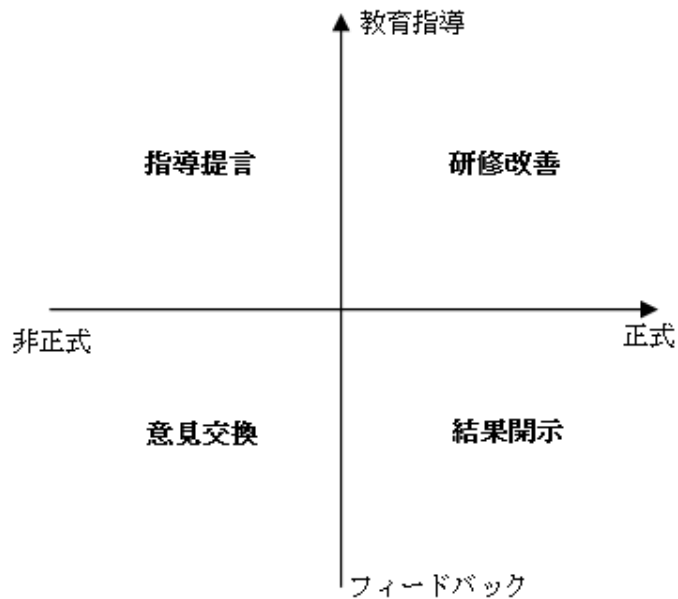 教育指導
指導提言
研修改善
非正式
正式
意見交換
結果開示
フィードバック